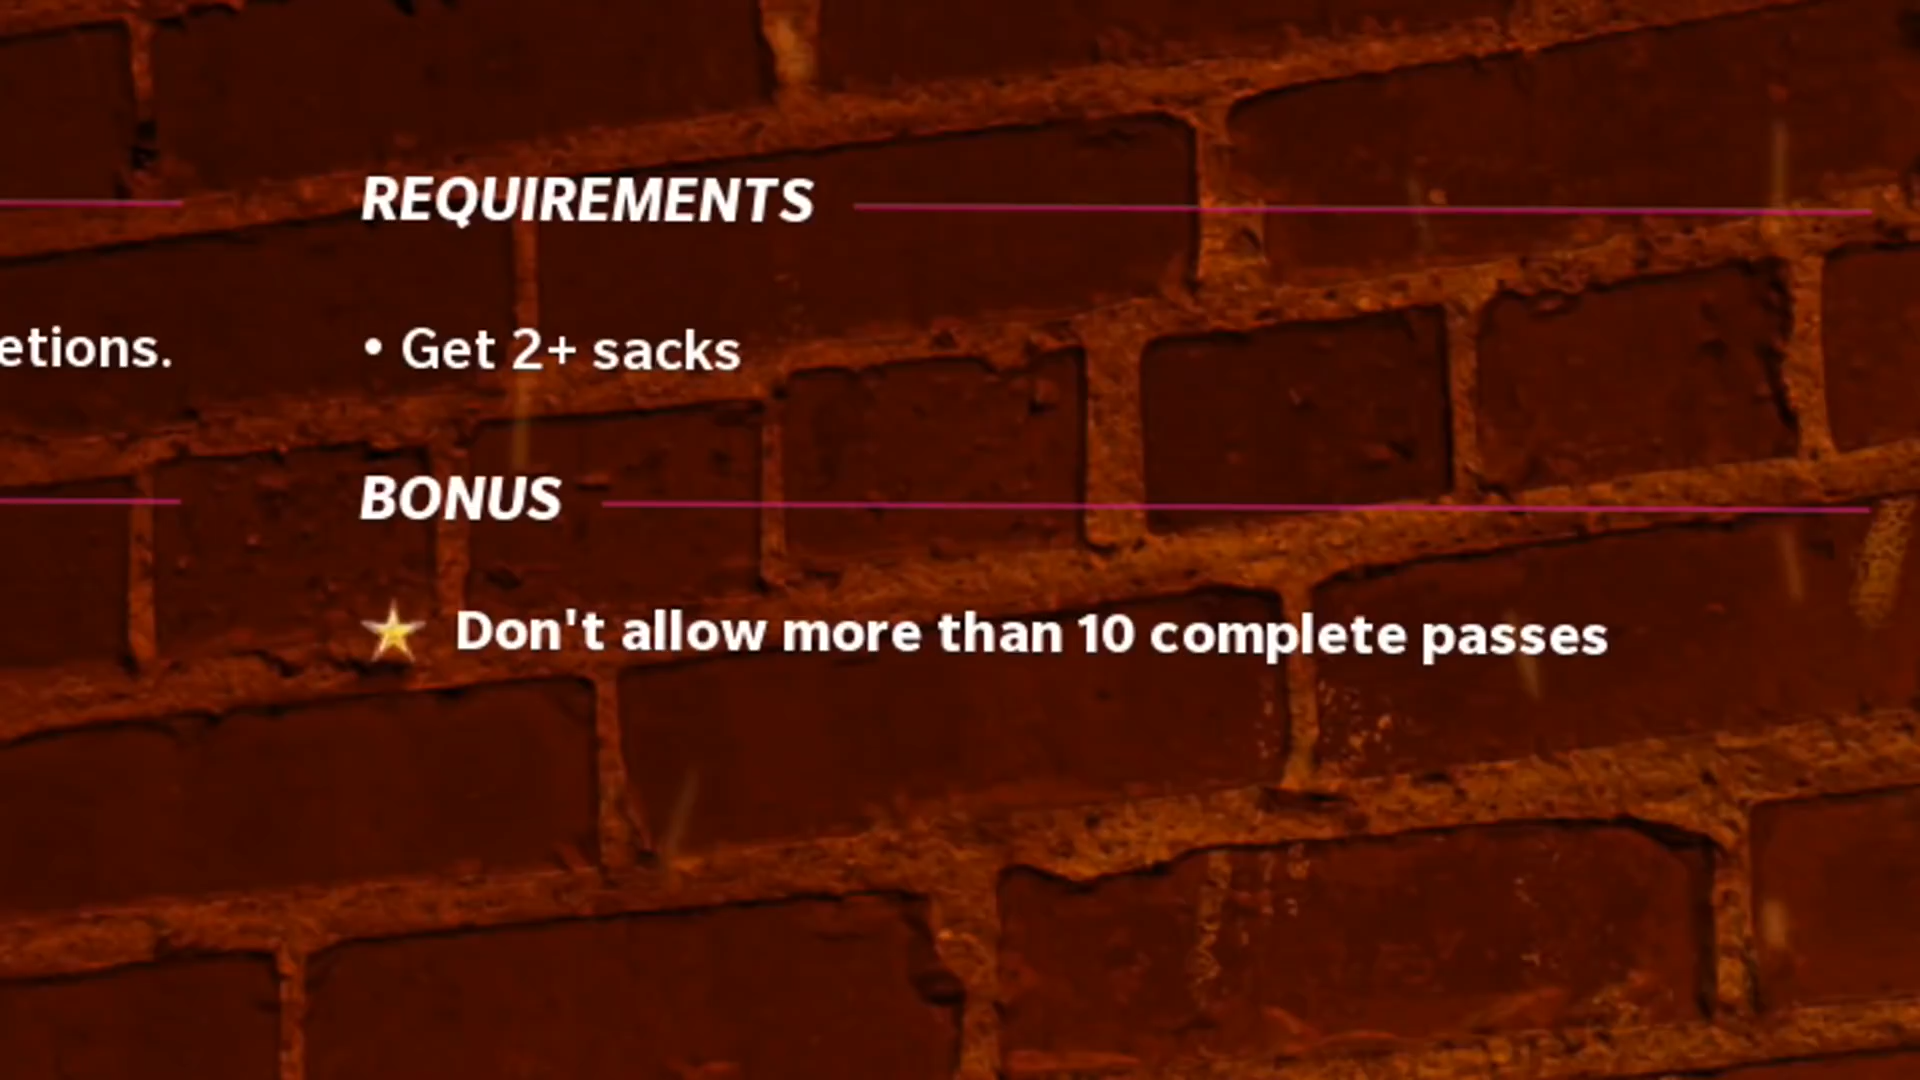 REQUIREMENTS
etions.
• Get 2+ sacks
BONUS
Don't allow more than 10 complete passes